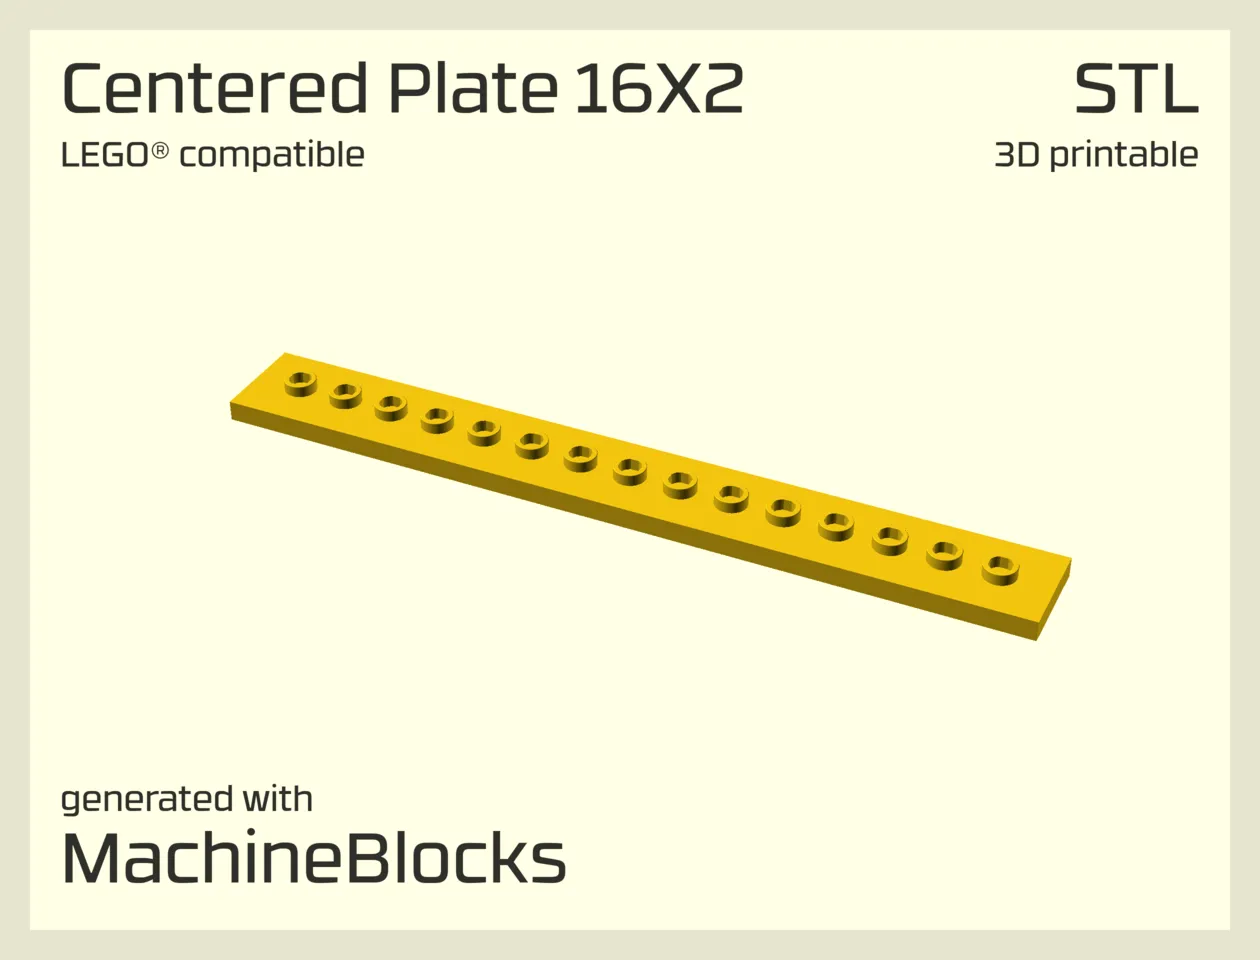 Centered Plate 16X2
STL
LEGO® compatible
3D printable
generated with
MachineBlocks